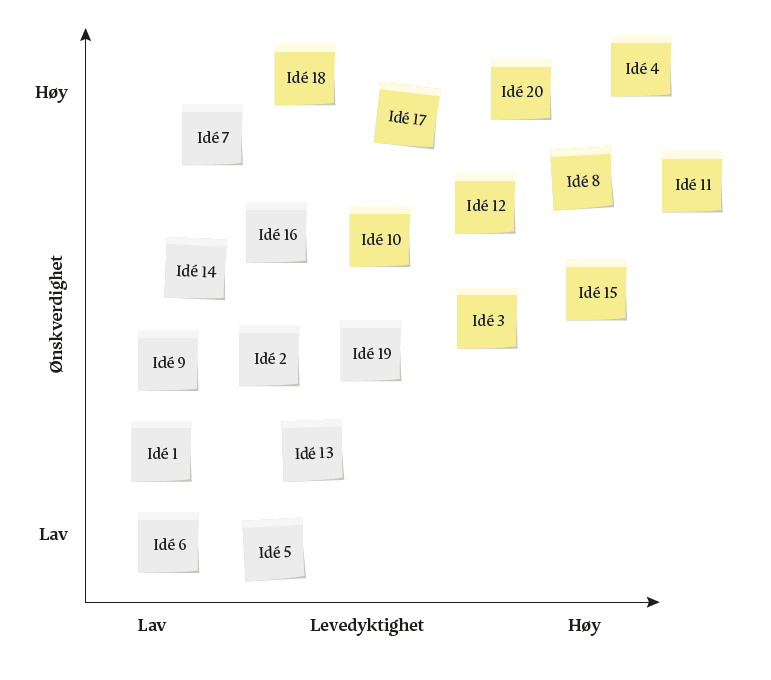 Idé 4
Idé 18
Idé 20
Høy
Idé 17
Idé 7
Idé 8
Idé 11
Idé 12
Idé 16
Idé 10
Idé 14
Idé 15
Ønskverdighet
Idé 3
Idé 19
Idé 2
Idé 9
Idé 1
Idé 13
Lav
Idé 6
Idé 5
Lav
Levedyktighet
Høy